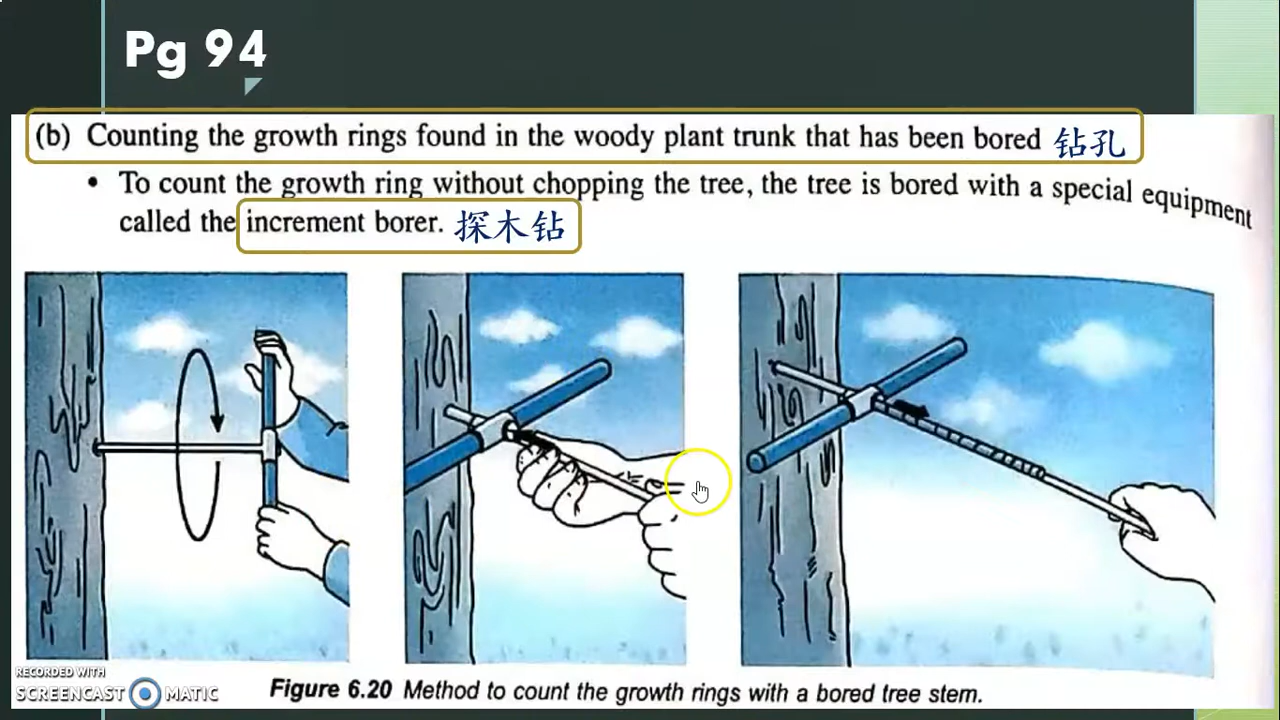 Pg 94
(b) Counting the growth rings found in the woody plant trunk that has been bored 钻孔
• To count the growth ring without chopping the tree, the tree is bored with a special equipment
called the increment borer. 探木钻
RECORDED WITH
SCREENCAST MATIC
Figure 6.20 Method to count the growth rings with a bored tree stem.